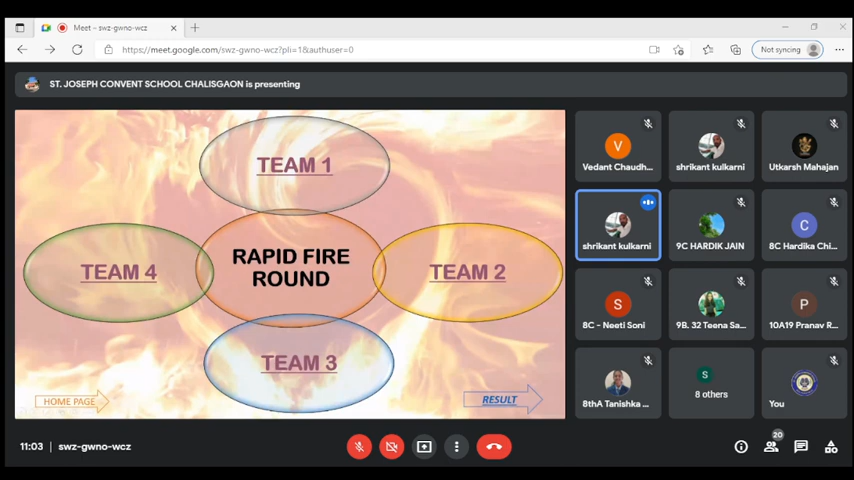 Meet – swz-gwno-wcz
https://meet.google.com/swz-gwno-wcz?pli=1&authuser=0
Not syncing
ST. JOSEPH CONVENT SCHOOL CHALISGAON is presenting
TEAM 1
RAPID FIRE
ROUND
TEAM 4
TEAM 2
TEAM 3
HOME PAGE
RESULT
V
Vedant Chaudh...
shrikant kulkarni
Utkarsh Mahajan
shrikant kulkarni
9C HARDIK JAIN
C
8C Hardika Chi...
S
8C - Neeti Soni
9B. 32 Teena Sa...
P
10A19 Pranav R...
8thA Tanishka ...
S
8 others
You
11:03 | swz-gwno-wcz
20